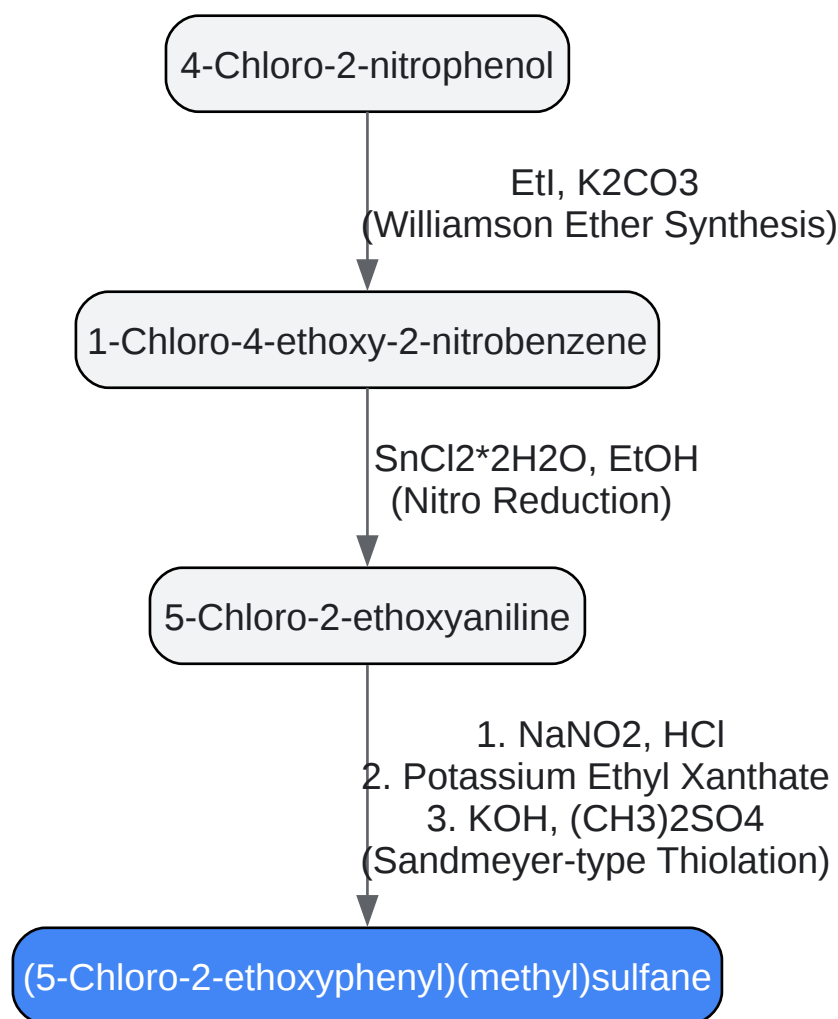 4-Chloro-2-nitrophenol
EtI, K2CO3
(Williamson Ether Synthesis)
1-Chloro-4-ethoxy-2-nitrobenzene
SnCl2*2H2O, EtOH
(Nitro Reduction)
5-Chloro-2-ethoxyaniline
1. NaNO2, HCl
2. Potassium Ethyl Xanthate
3. KOH, (CH3)2SO4
(Sandmeyer-type Thiolation)
(5-Chloro-2-ethoxyphenyl)(methyl)sulfane